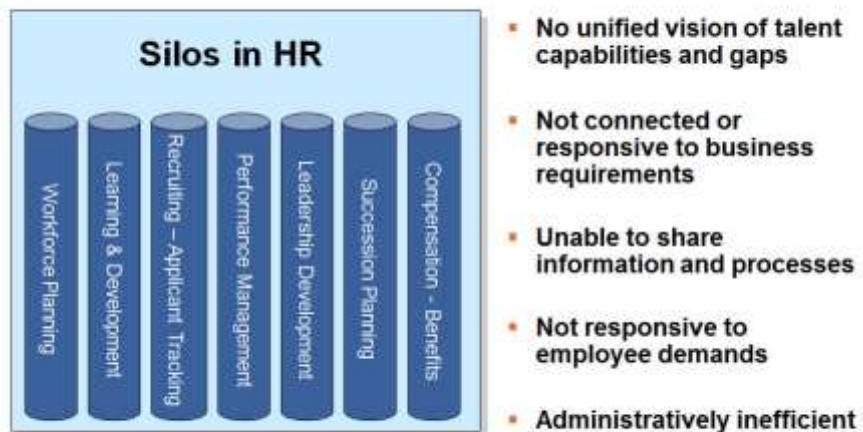 Silos in HR
Workforce Planning
Learning & Development
Recruiting – Applicant Tracking
Performance Management
Leadership Development
Succession Planning
Compensation - Benefits
▪ No unified vision of talent
capabilities and gaps
▪ Not connected or
responsive to business
requirements
▪ Unable to share
information and processes
▪ Not responsive to
employee demands
▪ Administratively inefficient